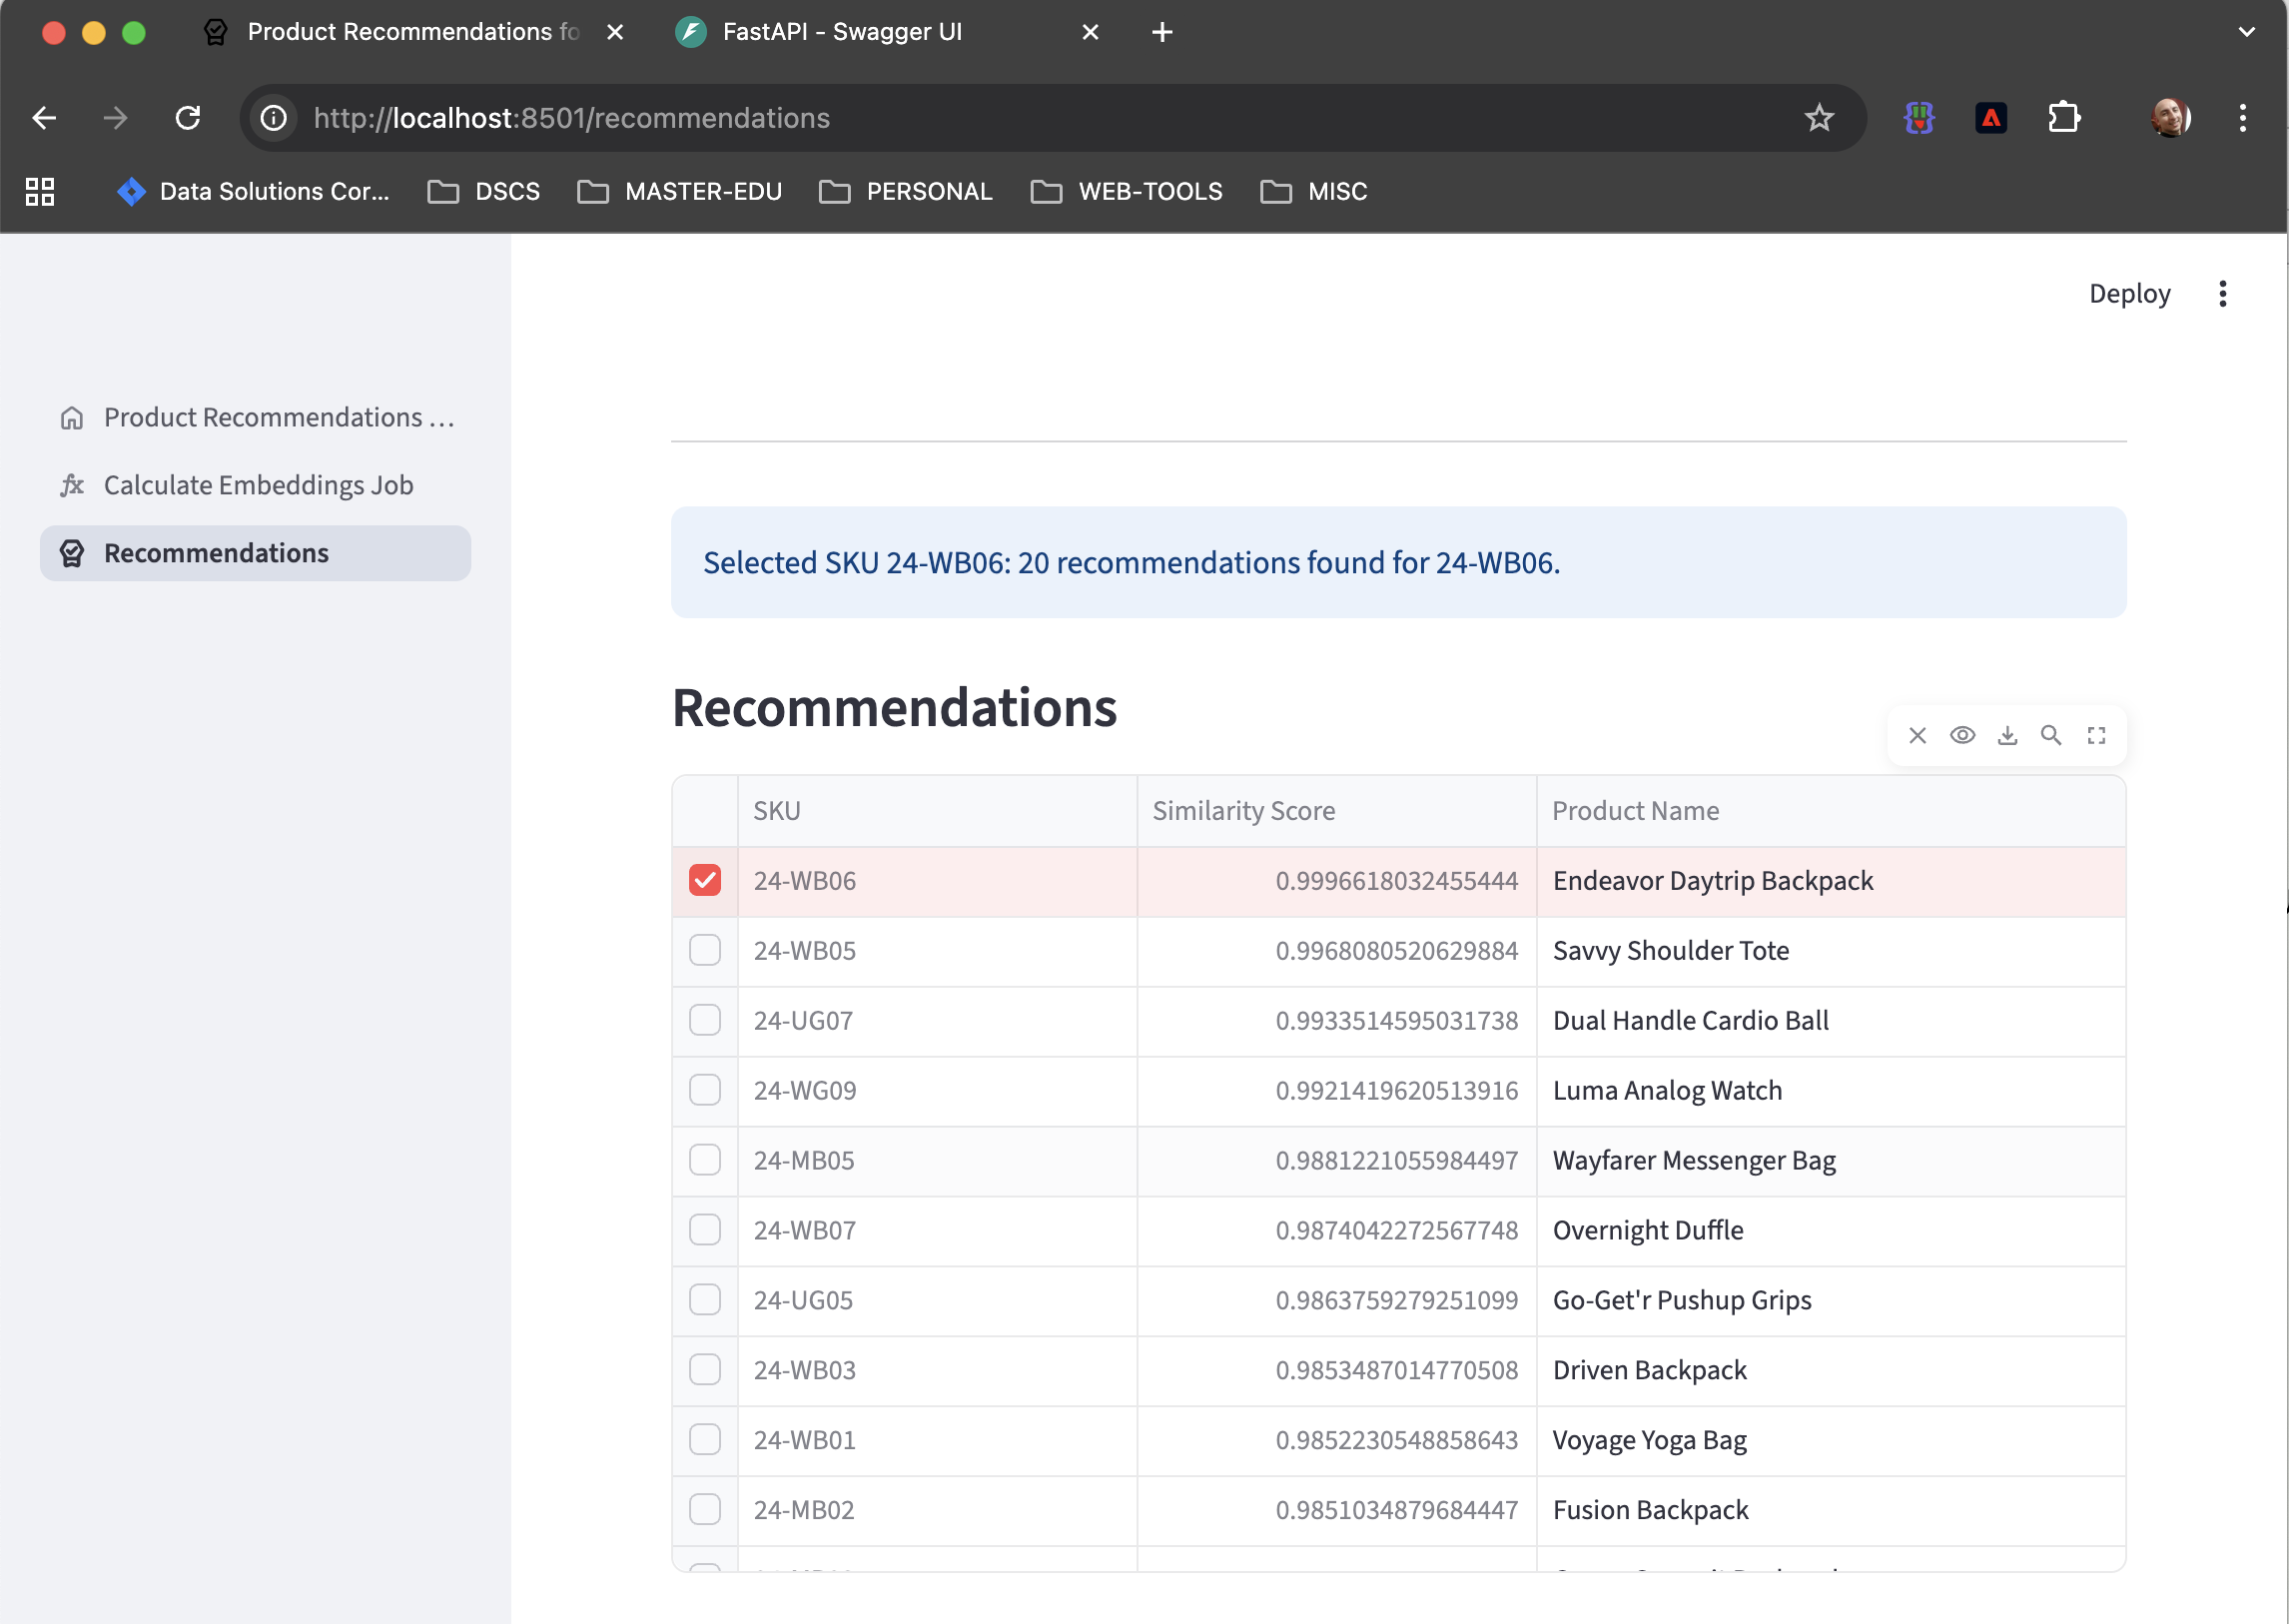 Product Recommendations fo
FastAPI - Swagger UI
http://localhost:8501/recommendations
Data Solutions Cor...
DSCS
MASTER-EDU
PERSONAL
WEB-TOOLS
MISC
Deploy
Product Recommendations ...
Calculate Embeddings Job
Recommendations
Selected SKU 24-WB06: 20 recommendations found for 24-WB06.
Recommendations
SKU Similarity Score Product Name
24-WB06 0.9996618032455444 Endeavor Daytrip Backpack
24-WB05 0.9968080520629884 Savvy Shoulder Tote
24-UG07 0.9933514595031738 Dual Handle Cardio Ball
24-WG09 0.9921419620513916 Luma Analog Watch
24-MB05 0.9881221055984497 Wayfarer Messenger Bag
24-WB07 0.9874042272567748 Overnight Duffle
24-UG05 0.9863759279251099 Go-Get'r Pushup Grips
24-WB03 0.9853487014770508 Driven Backpack
24-WB01 0.9852230548858643 Voyage Yoga Bag
24-MB02 0.9851034879684447 Fusion Backpack